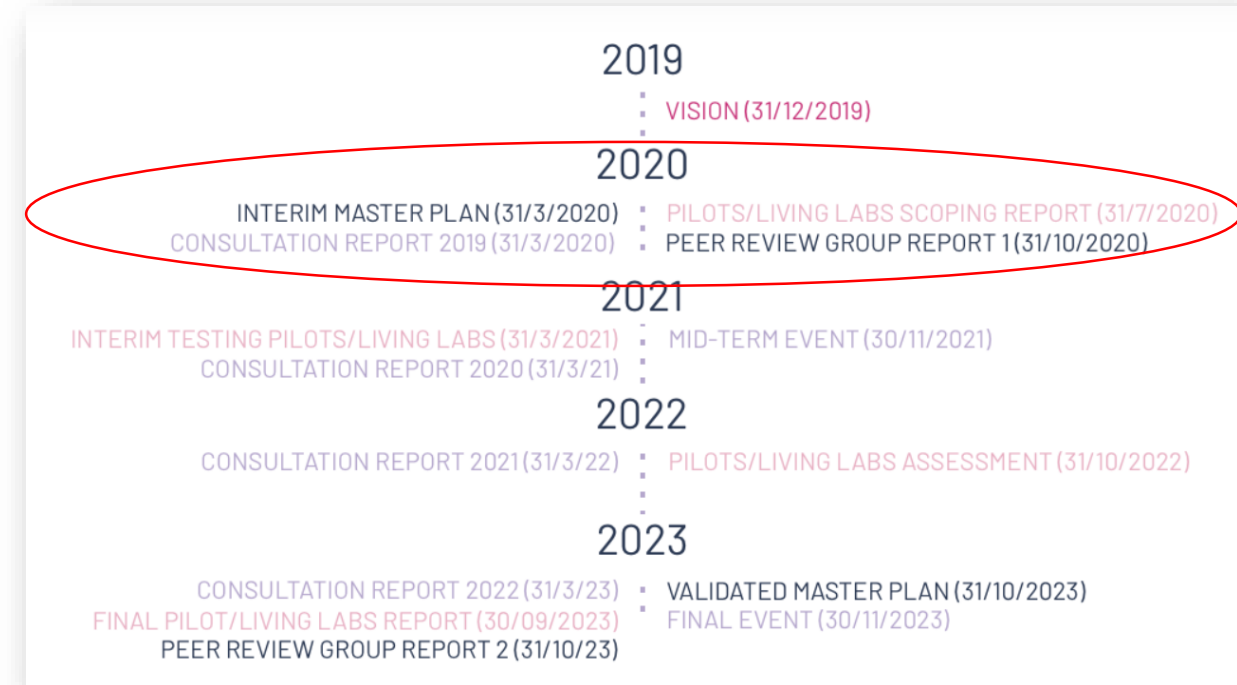 2019
VISION (31/12/2019)
2020
INTERIM MASTER PLAN (31/3/2020)
CONSULTATION REPORT 2019 (31/3/2020)
PILOTS/LIVING LABS SCOPING REPORT (31/7/2020)
PEER REVIEW GROUP REPORT 1 (31/10/2020)
2021
INTERIM TESTING PILOTS/LIVING LABS (31/3/2021)
CONSULTATION REPORT 2020 (31/3/21)
MID-TERM EVENT (30/11/2021)
2022
CONSULTATION REPORT 2021 (31/3/22)
PILOTS/LIVING LABS ASSESSMENT (31/10/2022)
2023
CONSULTATION REPORT 2022 (31/3/23)
FINAL PILOT/LIVING LABS REPORT (30/09/2023)
PEER REVIEW GROUP REPORT 2 (31/10/23)
VALIDATED MASTER PLAN (31/10/2023)
FINAL EVENT (30/11/2023)